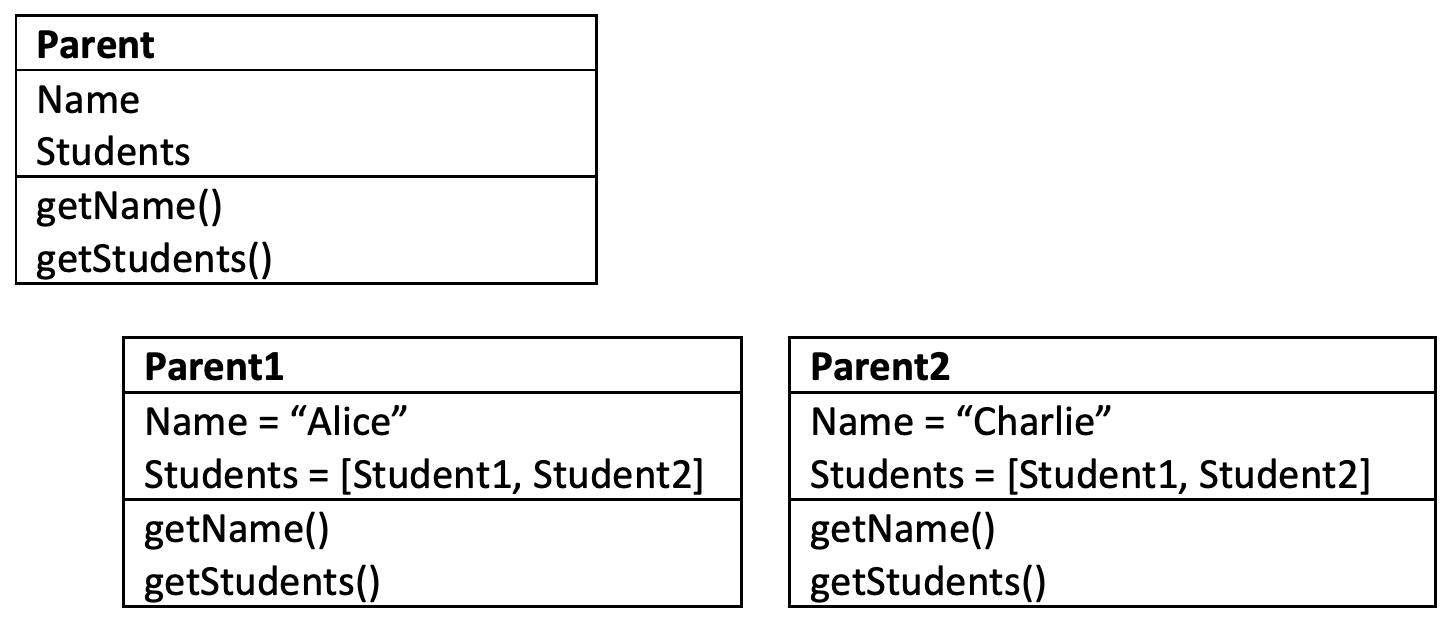 Parent
Name
Students
getName()
getStudents()
Parent1
Name = “Alice”
Students = [Student1, Student2]
getName()
getStudents()
Parent2
Name = “Charlie”
Students = [Student1, Student2]
getName()
getStudents()